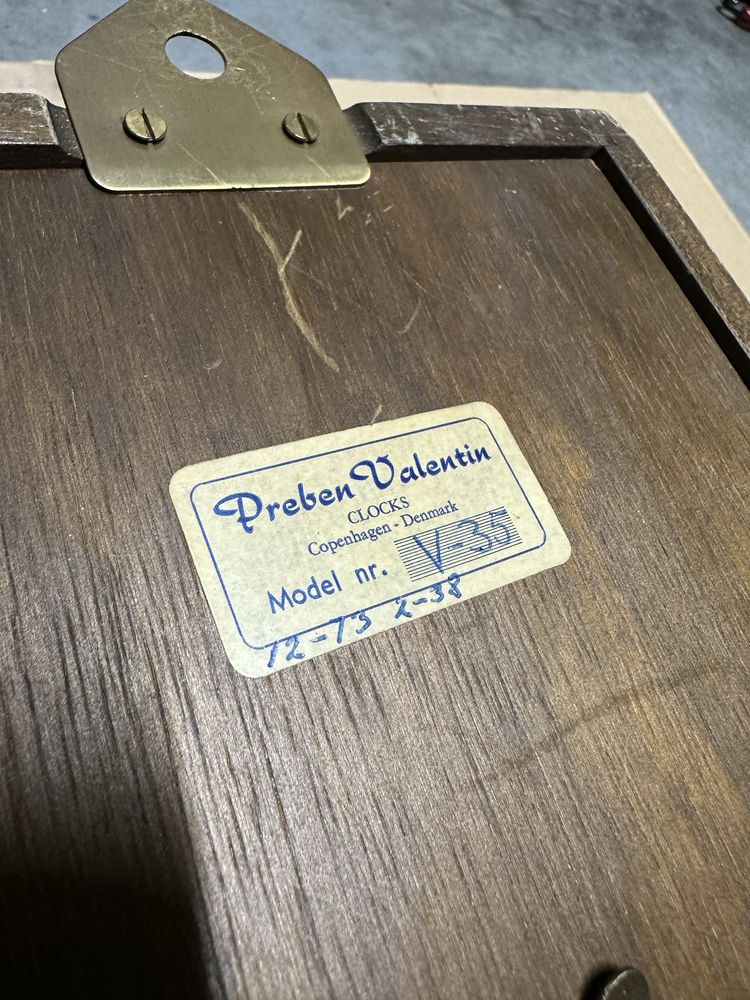 Preben Valentin
CLOCKS
Copenhagen - Denmark
Model nr. V-35
12-73 2-38